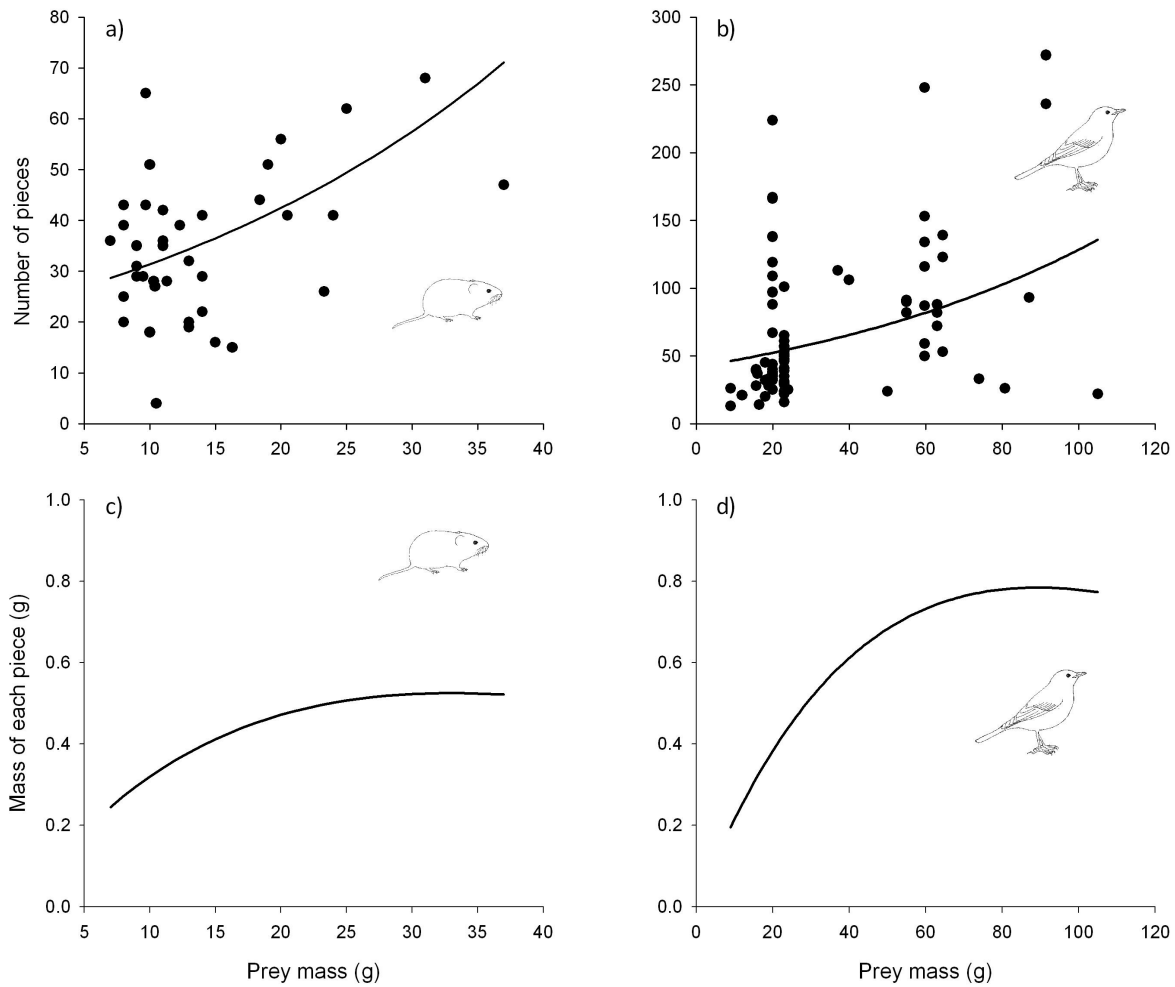 a)
Number of pieces
80
70
60
50
40
30
20
10
0
5 10 15 20 25 30 35 40
b)
300
250
200
150
100
50
0
0 20 40 60 80 100 120
c)
Mass of each piece (g)
1.0
0.8
0.6
0.4
0.2
0.0
5 10 15 20 25 30 35 40
Prey mass (g)
d)
1.0
0.8
0.6
0.4
0.2
0.0
0 20 40 60 80 100 120
Prey mass (g)